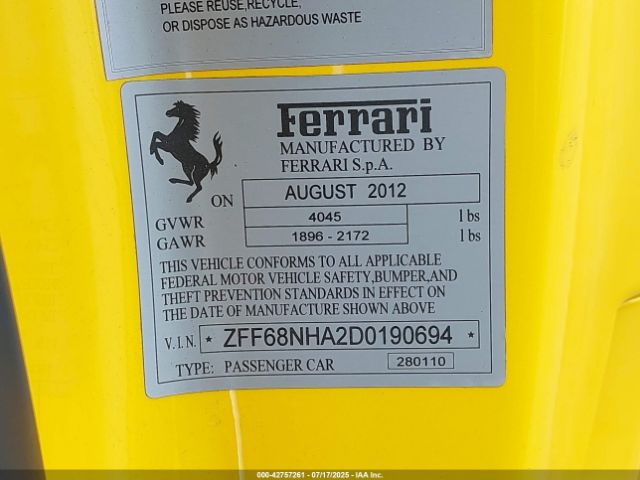 PLEASE REUSE,RECYCLE,
OR DISPOSE AS HAZARDOUS WASTE
Ferrari
MANUFACTURED BY
FERRARI S.p.A.
ON AUGUST 2012
GVWR 4045 lbs
GAWR 1896 - 2172 lbs
THIS VEHICLE CONFORMS TO ALL APPLICABLE
FEDERAL MOTOR VEHICLE SAFETY,BUMPER,AND
THEFT PREVENTION STANDARDS IN EFFECT ON
THE DATE OF MANUFACTURE SHOWN ABOVE
V.I.N. * ZFF68NHA2D0190694 *
TYPE: PASSENGER CAR 280110
000-42757261 - 07/17/2025 - IAA Inc.